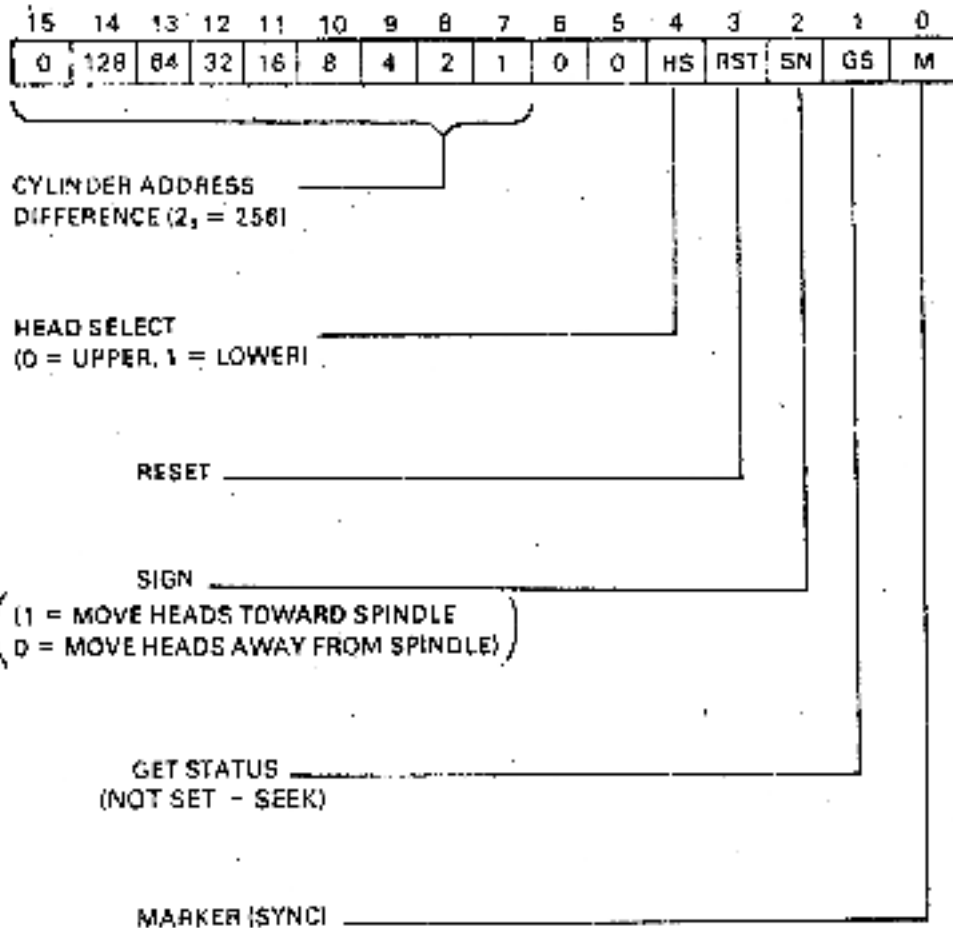 15 14 13 12 11 10 9 8 7 6 5 4 3 2 1 0
0 128 64 32 16 8 4 2 1 0 0 HS RST SN GS M
CYLINDER ADDRESS
DIFFERENCE (2, = 256)
HEAD SELECT
(0 = UPPER, 1 = LOWER)
RESET
SIGN
(1 = MOVE HEADS TOWARD SPINDLE
0 = MOVE HEADS AWAY FROM SPINDLE)
GET STATUS
(NOT SET - SEEK)
MARKER (SYNC)